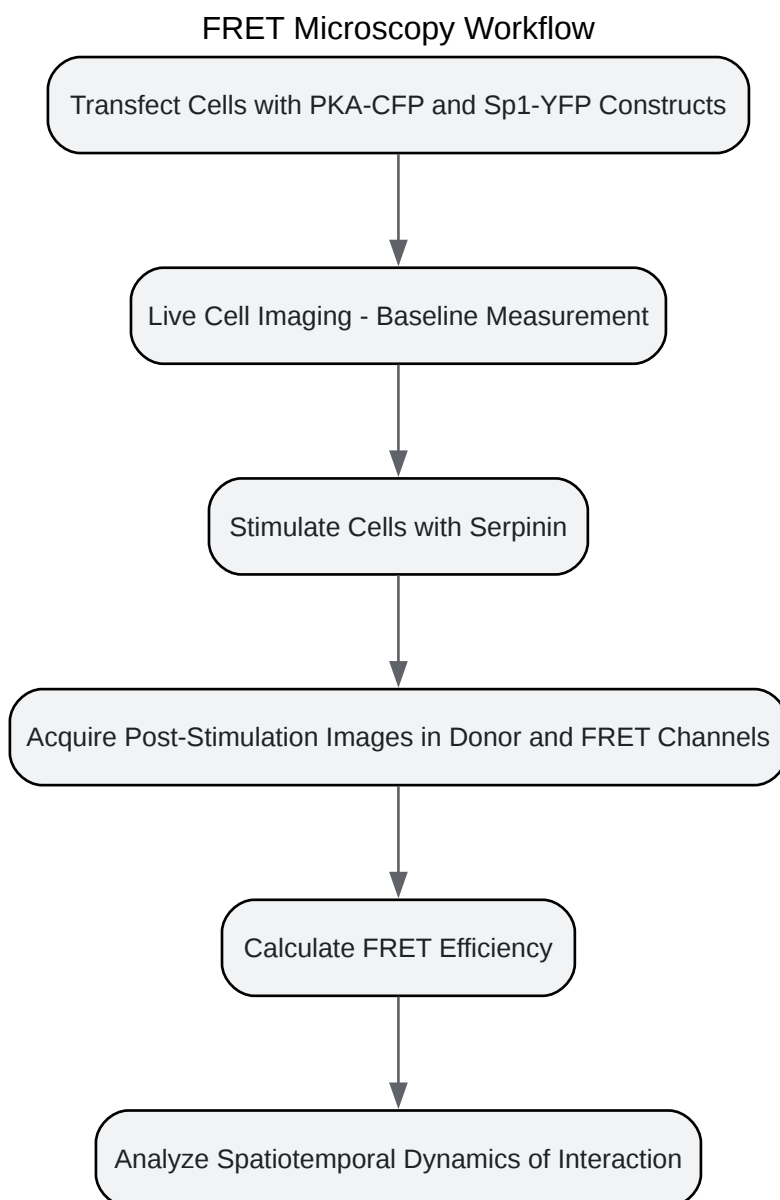 FRET Microscopy Workflow
Transfect Cells with PKA-CFP and Sp1-YFP Constructs
Live Cell Imaging - Baseline Measurement
Stimulate Cells with Serpinin
Acquire Post-Stimulation Images in Donor and FRET Channels
Calculate FRET Efficiency
Analyze Spatiotemporal Dynamics of Interaction